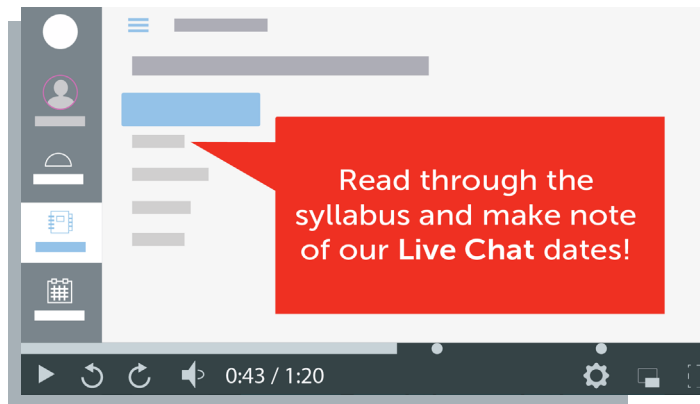 Read through the
syllabus and make note
of our Live Chat dates!
0:43 / 1:20